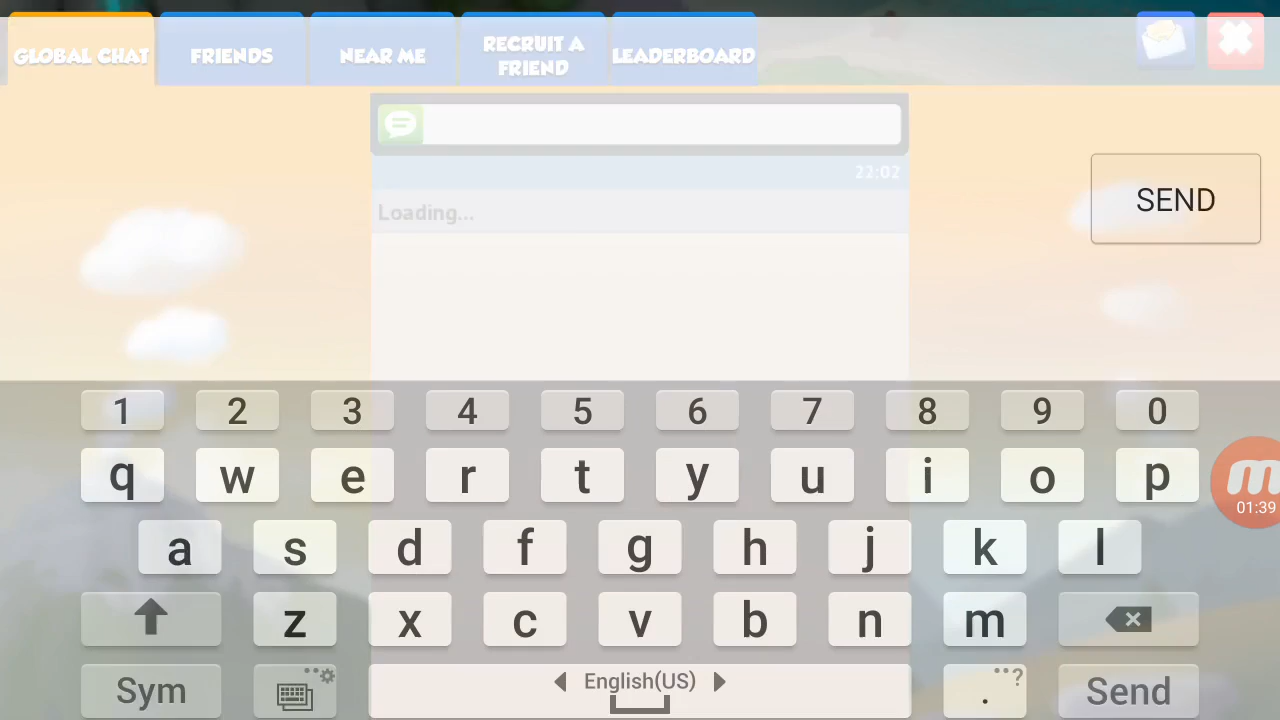 GLOBAL CHAT
FRIENDS
NEAR ME
RECRUIT A
FRIEND
LEADERBOARD
22:02
Loading...
SEND
1 2 3 4 5 6 7 8 9 0
q w e r t y u i o p
01:39
a s d f g h j k l
z x c v b n m
Sym
English(US)
. ?
Send